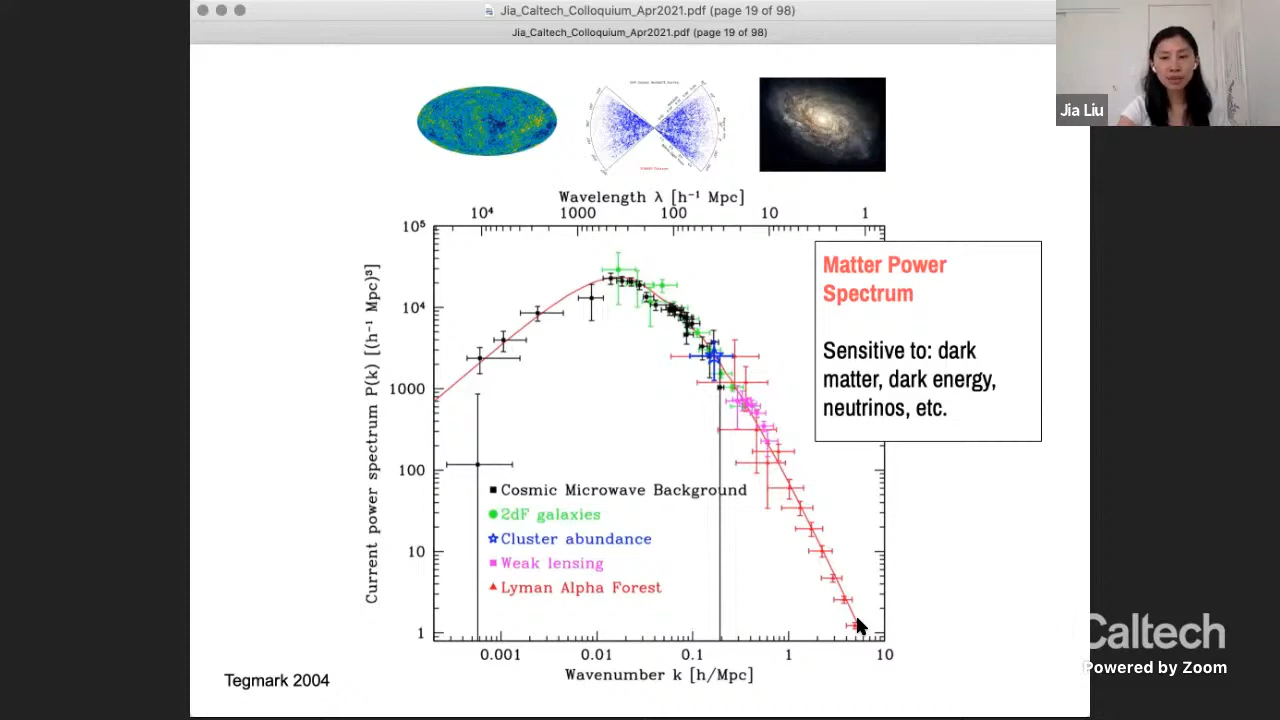 Jia_Caltech_Colloquium_Apr2021.pdf (page 19 of 98)
Jia_Caltech_Colloquium_Apr2021.pdf (page 19 of 98)
Jia Liu
Wavelength λ [h⁻¹ Mpc]
10⁴ 1000 100 10 1
10⁵
10⁴
1000
100
10
1
Current power spectrum P(k) [(h⁻¹ Mpc)³]
Matter Power
Spectrum
Sensitive to: dark
matter, dark energy,
neutrinos, etc.
Cosmic Microwave Background
2dF galaxies
Cluster abundance
Weak lensing
Lyman Alpha Forest
0.001 0.01 0.1 1 10
Wavenumber k [h/Mpc]
Tegmark 2004
Caltech
Powered by Zoom